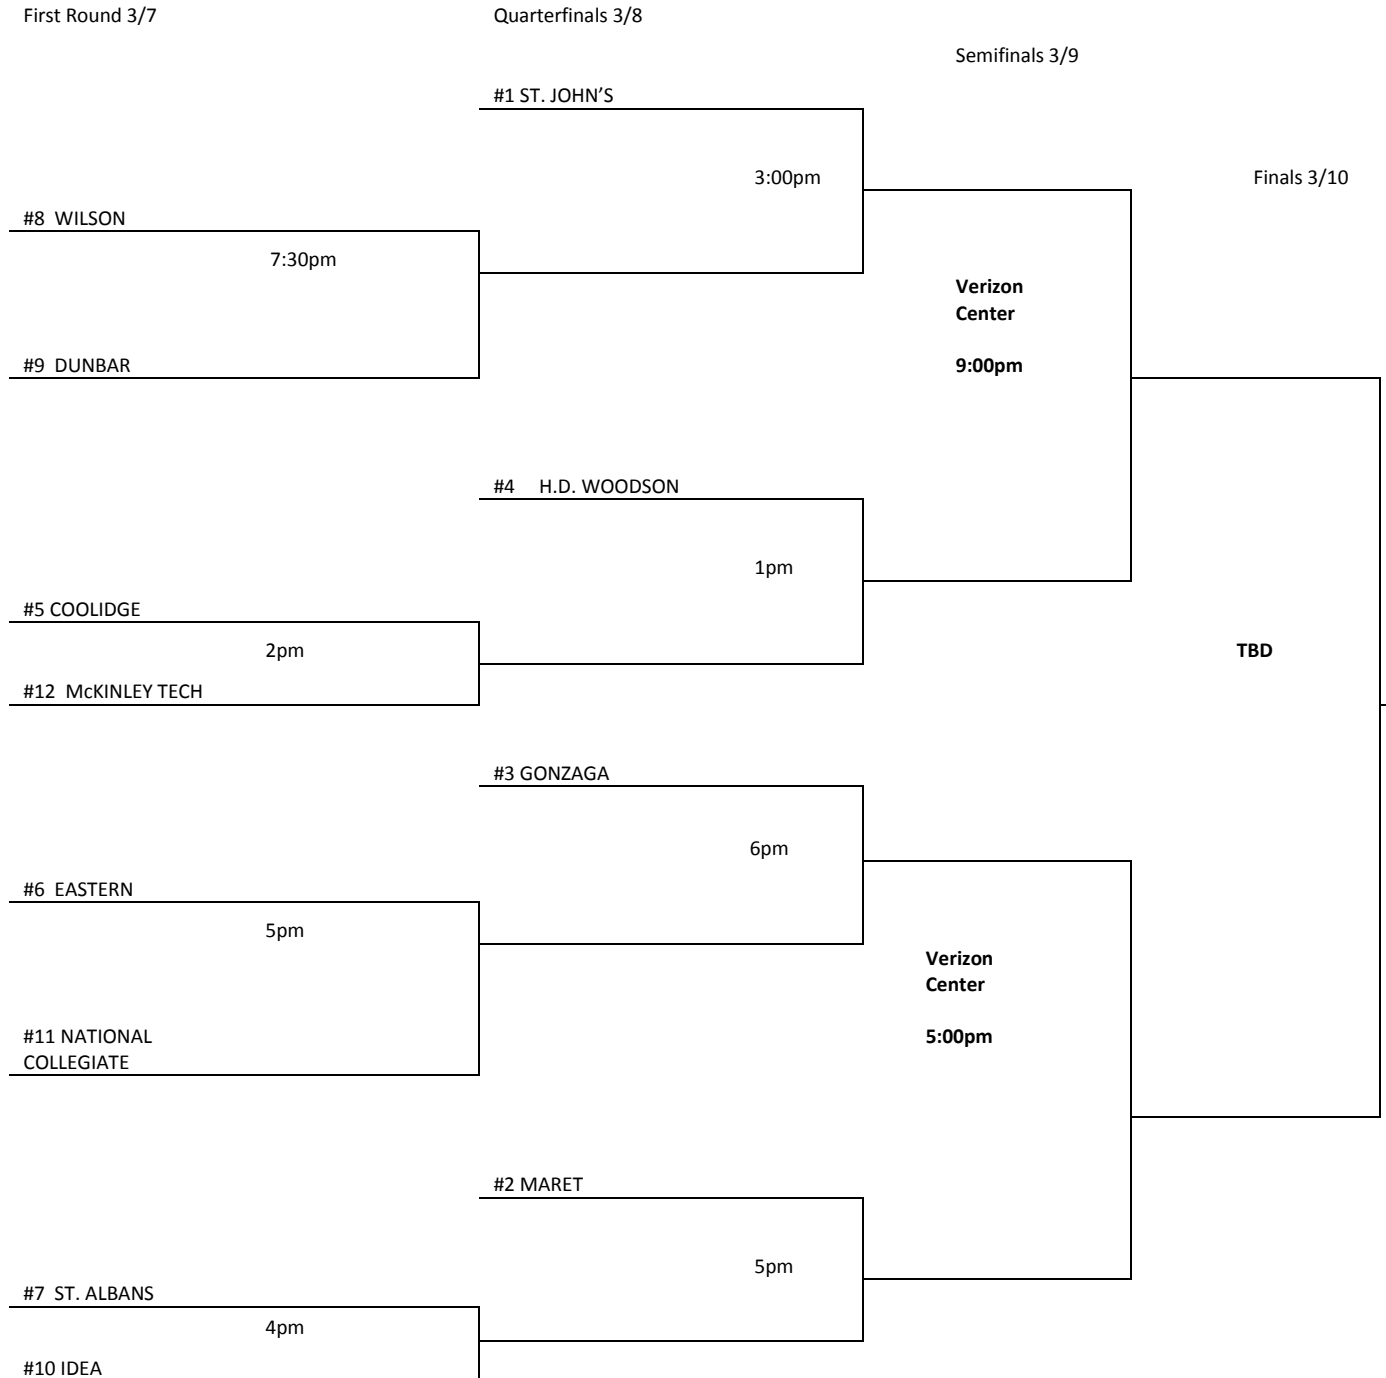 First Round 3/7
Quarterfinals 3/8
Semifinals 3/9
#1 ST. JOHN’S
3:00pm
Finals 3/10
#8  WILSON
7:30pm
Verizon
Center
#9  DUNBAR
9:00pm
#4    H.D. WOODSON
1pm
#5 COOLIDGE
2pm
TBD
#12  McKINLEY TECH
#3 GONZAGA
6pm
#6  EASTERN
5pm
Verizon
Center
#11 NATIONAL
5:00pm
COLLEGIATE
#2 MARET
5pm
#7  ST. ALBANS
4pm
#10 IDEA